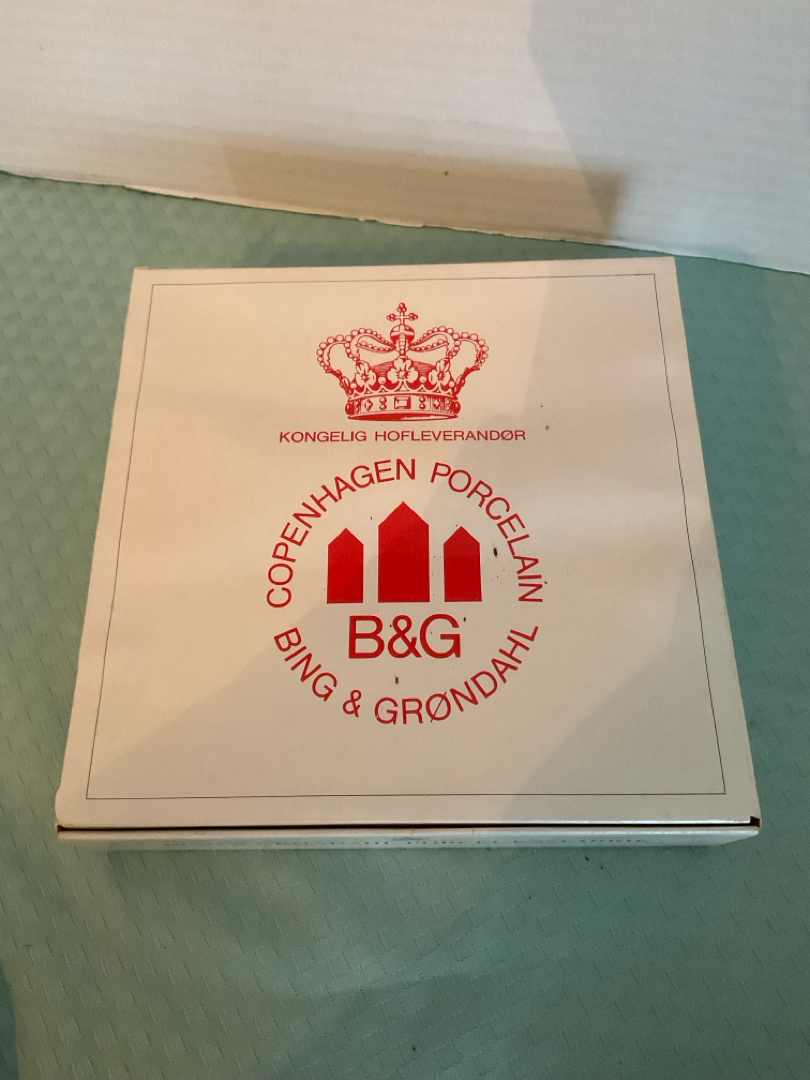 KONGELIG HOFLEVERANDØR
COPENHAGEN PORCELAIN
B&G
BING & GRØNDAHL